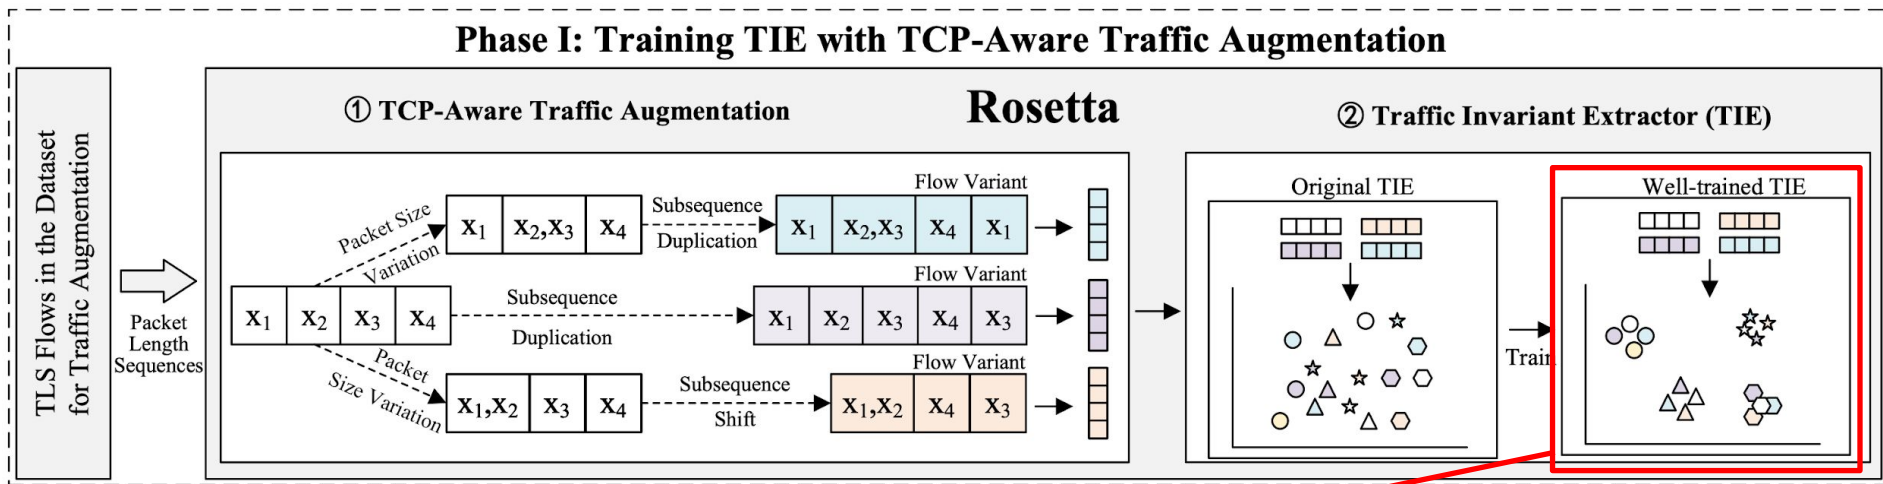 Phase I: Training TIE with TCP-Aware Traffic Augmentation
TLS Flows in the Dataset
for Traffic Augmentation
Packet
Length
Sequences
Rosetta
① TCP-Aware Traffic Augmentation
Packet Size
Variation
x₁ x₂,x₃ x₄
Subsequence
Duplication
Flow Variant
x₁ x₂,x₃ x₄ x₁
x₁ x₂ x₃ x₄
Subsequence
Duplication
Flow Variant
x₁ x₂ x₃ x₄ x₃
Packet
Size Variation
x₁,x₂ x₃ x₄
Subsequence
Shift
Flow Variant
x₁,x₂ x₄ x₃
② Traffic Invariant Extractor (TIE)
Original TIE
Train
Well-trained TIE